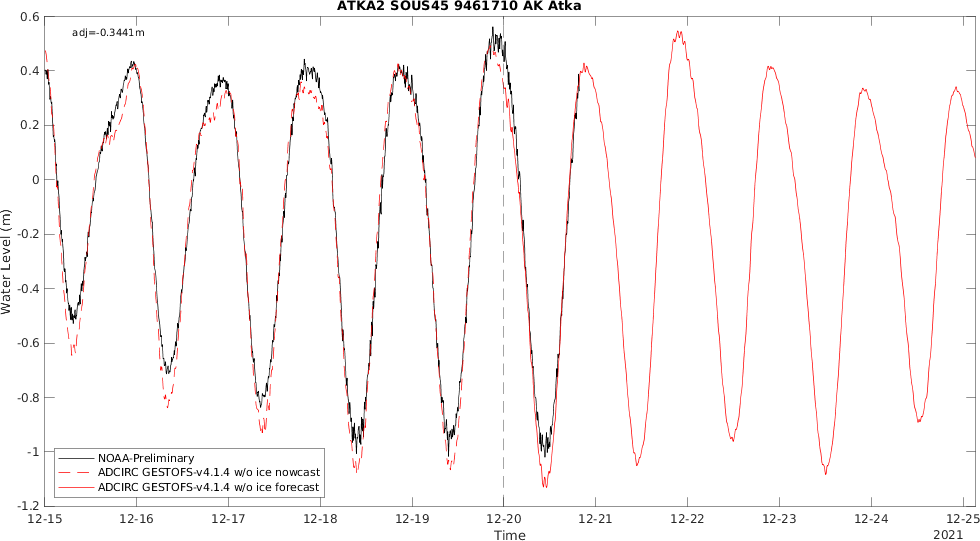 ATKA2 SOUS45 9461710 AK Atka
adj=-0.3441m
0.6
0.4
0.2
0
-0.2
-0.4
-0.6
-0.8
-1
-1.2
Water Level (m)
NOAA-Preliminary
ADCIRC GESTOFS-v4.1.4 w/o ice nowcast
ADCIRC GESTOFS-v4.1.4 w/o ice forecast
12-15 12-16 12-17 12-18 12-19 12-20 12-21 12-22 12-23 12-24 12-25
Time
2021